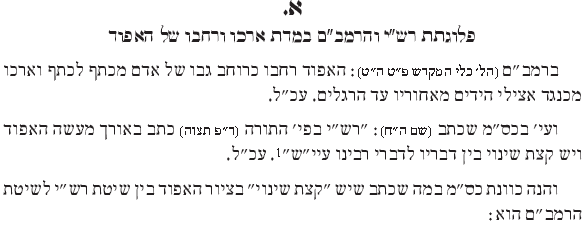 א.
פלוגתת רש"י והרמב"ם במדת ארכו ורחבו של האפוד
ברמב"ם (הל' כלי המקדש פ"ט ה"ט): האפוד רחבו כרוחב גבו של אדם מכתף לכתף וארכו
מכנגד אצילי הידים מאחוריו עד הרגלים. עכ"ל.
ועי' בכס"מ שכתב (שם ה"ח): "רש"י בפי' התורה (ר"פ תצוה) כתב באורך מעשה האפוד
ויש קצת שינוי בין דבריו לדברי רבינו עיי"ש"1. עכ"ל.
והנה כוונת כס"מ במה שכתב שיש "קצת שינוי" בציור האפוד בין שיטת רש"י לשיטת
הרמב"ם הוא: